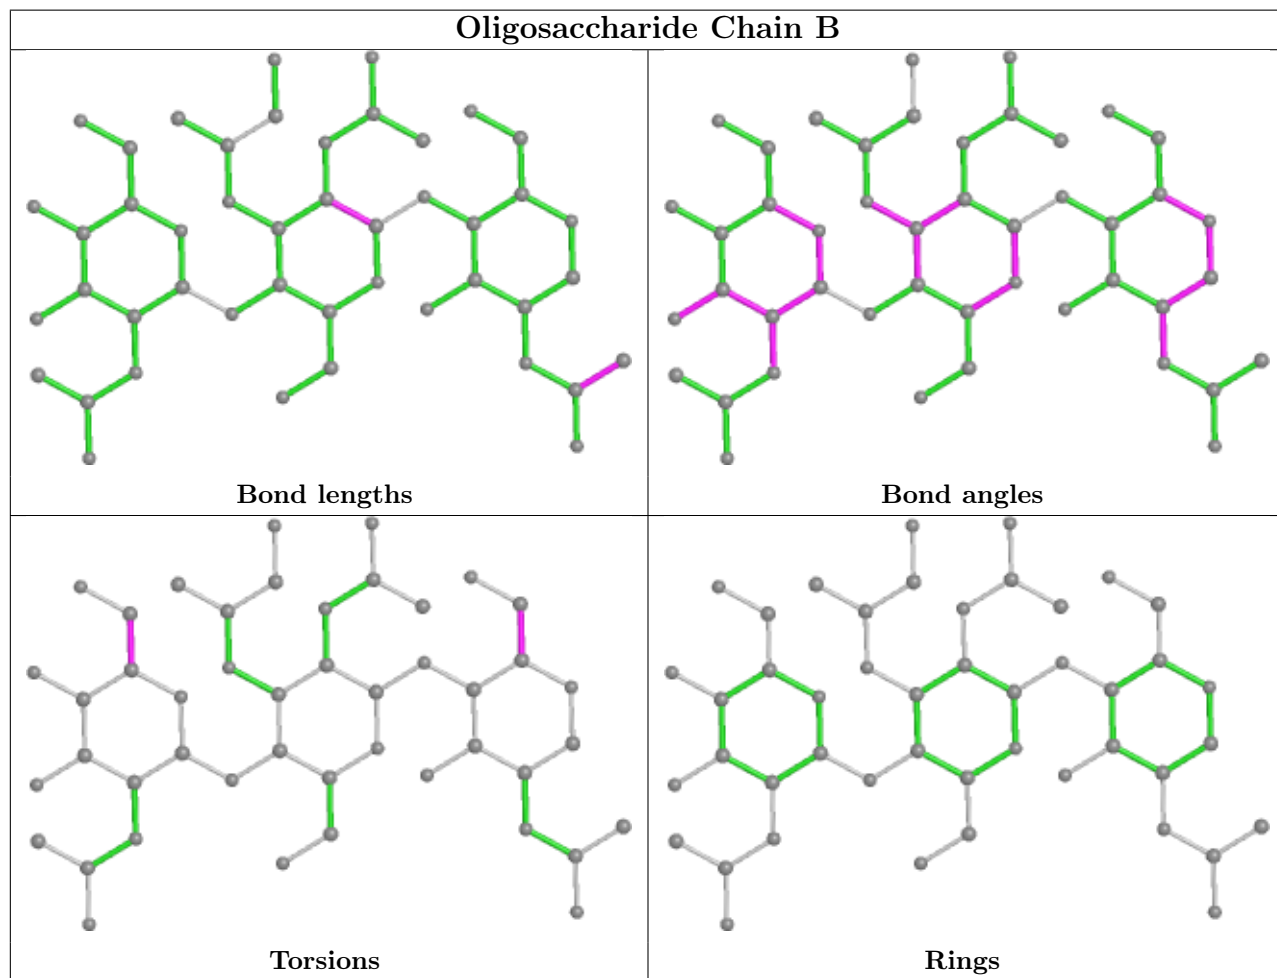 Oligosaccharide Chain B
Bond lengths
Bond angles
Torsions
Rings